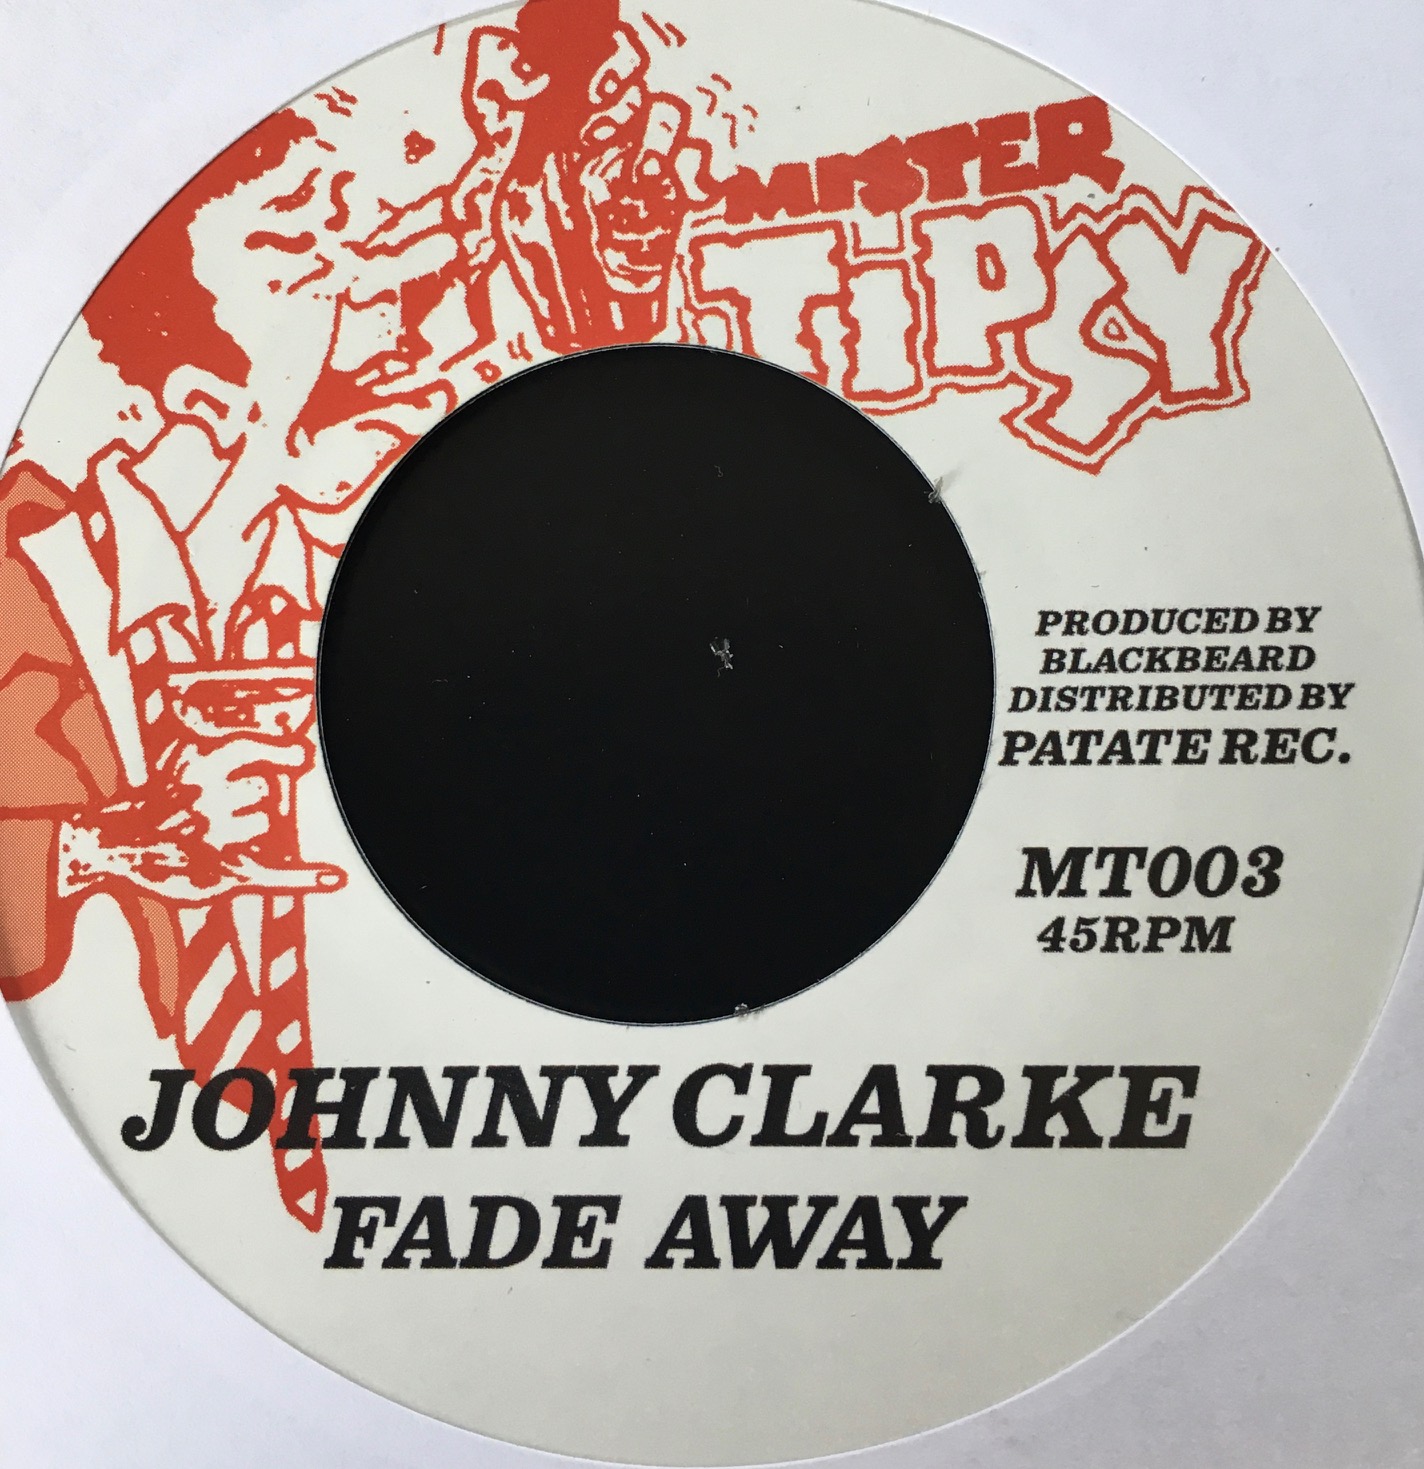 MISTER
TiPSY
PRODUCED BY
BLACKBEARD
DISTRIBUTED BY
PATATE REC.
MT003
45RPM
JOHNNY CLARKE
FADE AWAY